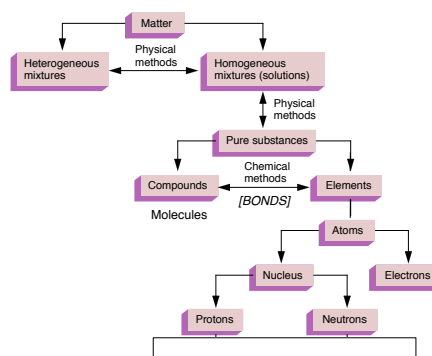 Matter
Heterogeneous
mixtures
Physical
methods
Homogeneous
mixtures (solutions)
Physical
methods
Pure substances
Compounds
Chemical
methods
Elements
[BONDS]
Molecules
Atoms
Nucleus
Electrons
Protons
Neutrons